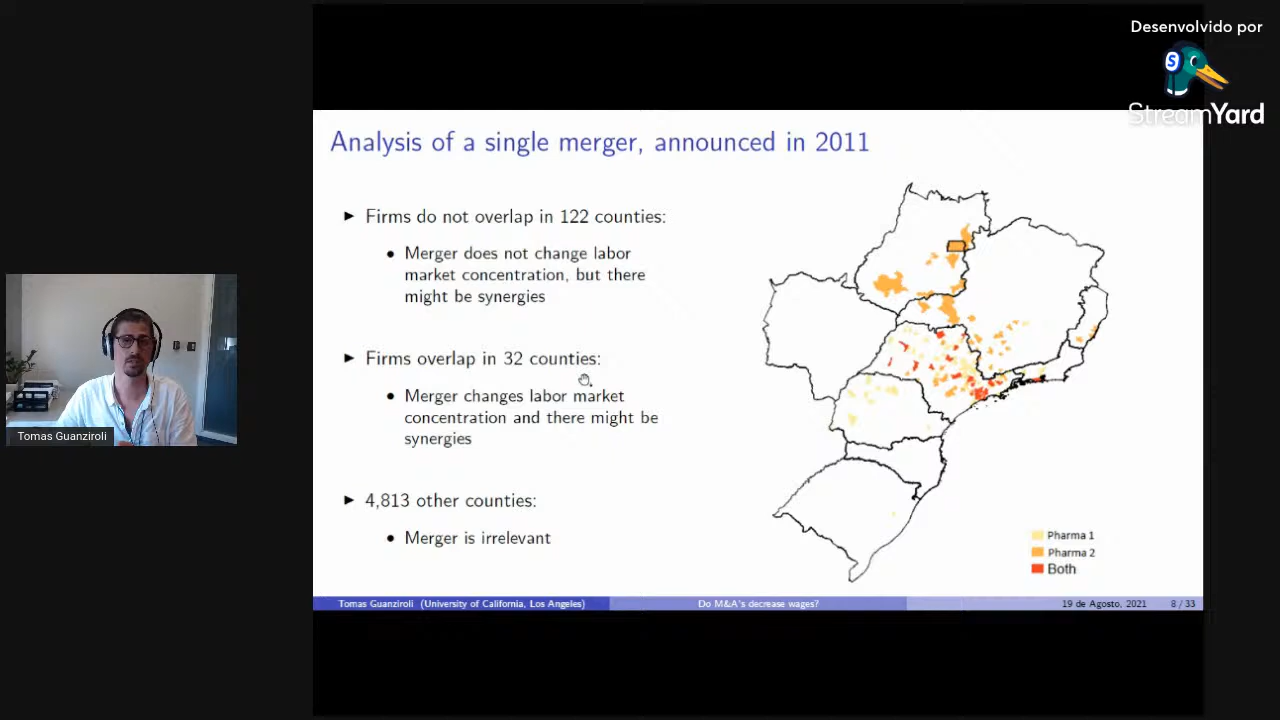 Desenvolvido por
StreamYard
Analysis of a single merger, announced in 2011
► Firms do not overlap in 122 counties:
• Merger does not change labor
market concentration, but there
might be synergies
► Firms overlap in 32 counties:
• Merger changes labor market
concentration and there might be
synergies
► 4,813 other counties:
• Merger is irrelevant
Pharma 1
Pharma 2
Both
Tomas Guanziroli
Tomas Guanziroli (University of California, Los Angeles)
Do M&A's decrease wages?
19 de Agosto, 2021
8 / 33